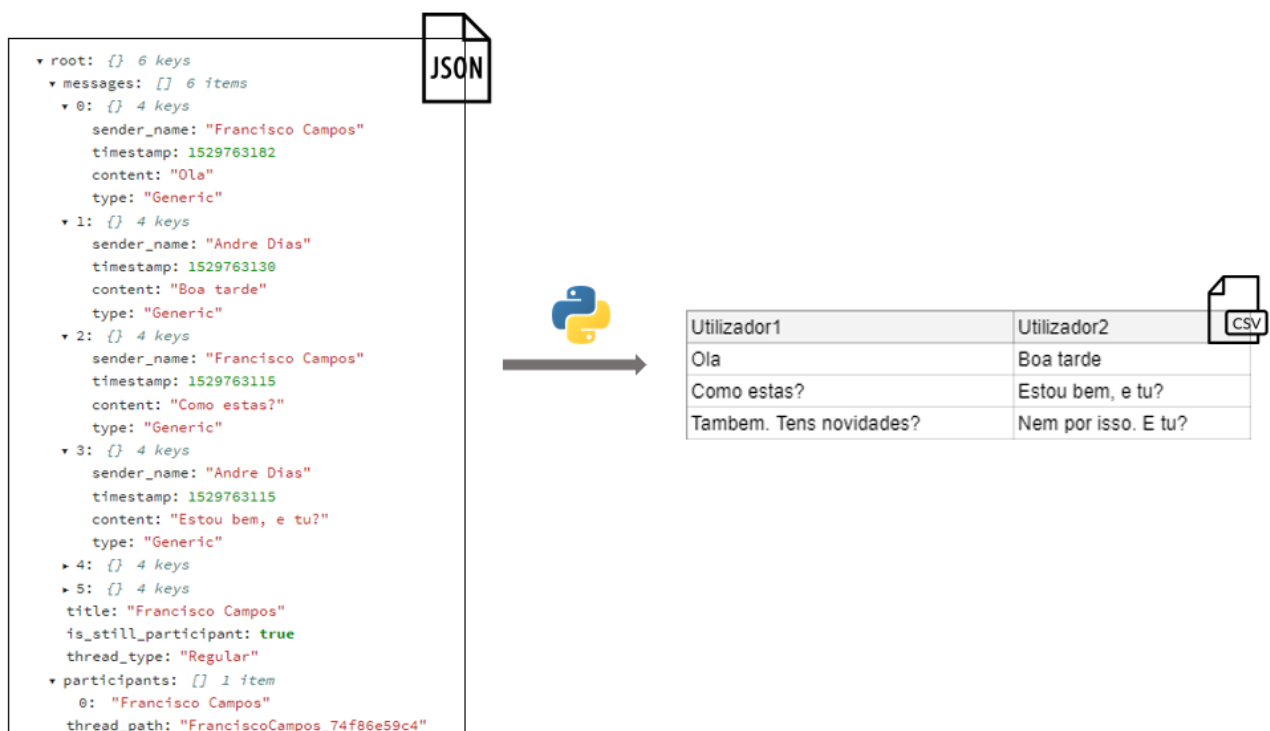 JSON
root: {} 6 keys
messages: [] 6 items
0: {} 4 keys
sender_name: "Francisco Campos"
timestamp: 1529763182
content: "Ola"
type: "Generic"
1: {} 4 keys
sender_name: "Andre Dias"
timestamp: 1529763130
content: "Boa tarde"
type: "Generic"
2: {} 4 keys
sender_name: "Francisco Campos"
timestamp: 1529763115
content: "Como estas?"
type: "Generic"
3: {} 4 keys
sender_name: "Andre Dias"
timestamp: 1529763115
content: "Estou bem, e tu?"
type: "Generic"
4: {} 4 keys
5: {} 4 keys
title: "Francisco Campos"
is_still_participant: true
thread_type: "Regular"
participants: [] 1 item
0: "Francisco Campos"
thread_path: "FranciscoCampos_74f86e59c4"
CSV
Utilizador1 Utilizador2
Ola Boa tarde
Como estas? Estou bem, e tu?
Tambem. Tens novidades? Nem por isso. E tu?